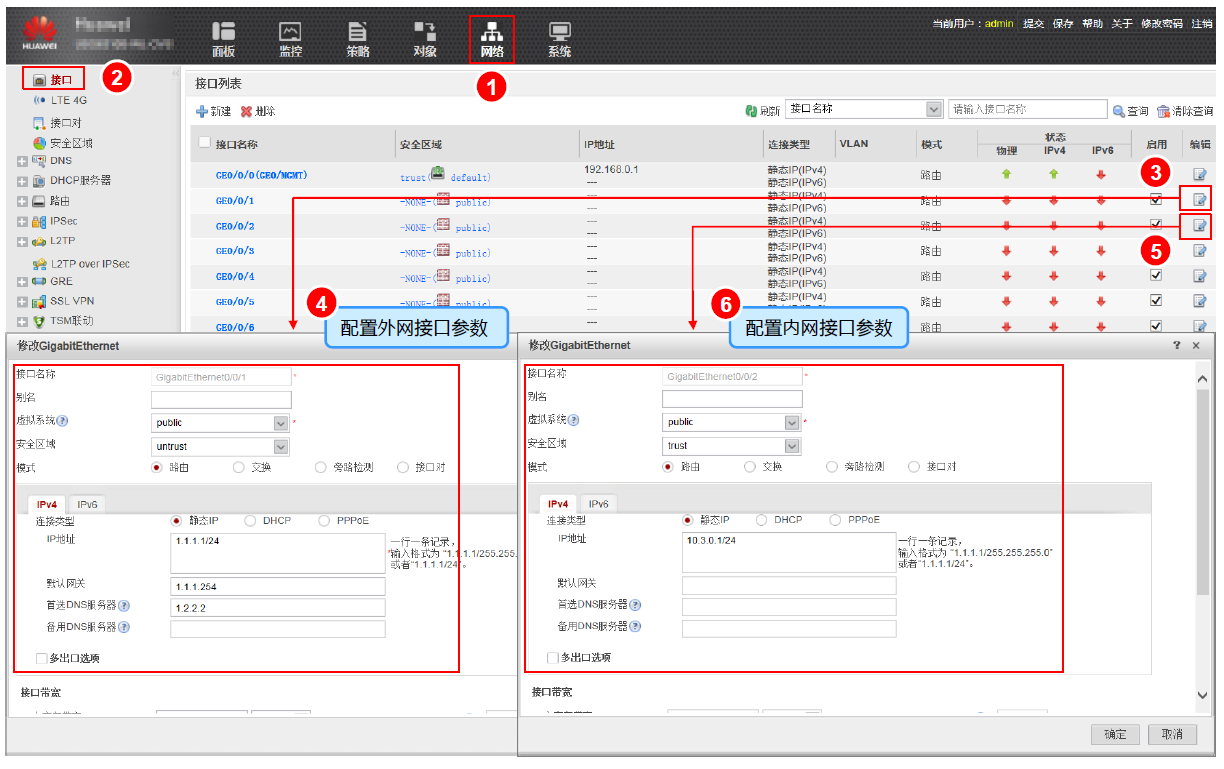 HUAWEI
面板
监控
策略
对象
网络
系统
当前用户：admin 提交 保存 帮助 关于 修改密码 注销
1
2
接口
LTE 4G
接口对
安全区域
DNS
DHCP服务器
路由
IPSec
L2TP
L2TP over IPSec
GRE
SSL VPN
TSM联动
接口列表
新建 删除
刷新 接口名称 请输入接口名称 查询 清除查询
接口名称 安全区域 IP地址 连接类型 VLAN 模式 状态 启用 编辑
物理 IPv4 IPv6
GE0/0/0(GE0/MGMT) trust( default) 192.168.0.1 静态IP(IPv4) 路由
--- 静态IP(IPv6)
3
GE0/0/1 -NONE-( public) --- 静态IP(IPv4) 路由
--- 静态IP(IPv6)
GE0/0/2 -NONE-( public) --- 静态IP(IPv4) 路由
--- 静态IP(IPv6)
GE0/0/3 -NONE-( public) --- 静态IP(IPv4) 路由
--- 静态IP(IPv6)
5
GE0/0/4 -NONE-( public) --- 静态IP(IPv4) 路由
--- 静态IP(IPv6)
GE0/0/5 -NONE-( public) --- 静态IP(IPv4) 路由
GE0/0/6 --- 路由
4
配置外网接口参数
6
配置内网接口参数
修改GigabitEthernet
接口名称 GigabitEthernet0/0/1 *
别名
虚拟系统 public *
安全区域 untrust
模式 路由 交换 旁路检测 接口对
IPv4 IPv6
连接类型 静态IP DHCP PPPoE
IP地址 1.1.1.1/24
一行一条记录，
*输入格式为 "1.1.1.1/255.255.
或者"1.1.1.1/24"。
默认网关 1.1.1.254
首选DNS服务器 1.2.2.2
备用DNS服务器
多出口选项
接口带宽
修改GigabitEthernet ? ×
接口名称 GigabitEthernet0/0/2 *
别名
虚拟系统 public *
安全区域 trust
模式 路由 交换 旁路检测 接口对
IPv4 IPv6
连接类型 静态IP DHCP PPPoE
IP地址 10.3.0.1/24
一行一条记录，
输入格式为 "1.1.1.1/255.255.255.0"
或者"1.1.1.1/24"。
默认网关
首选DNS服务器
备用DNS服务器
多出口选项
接口带宽
确定 取消